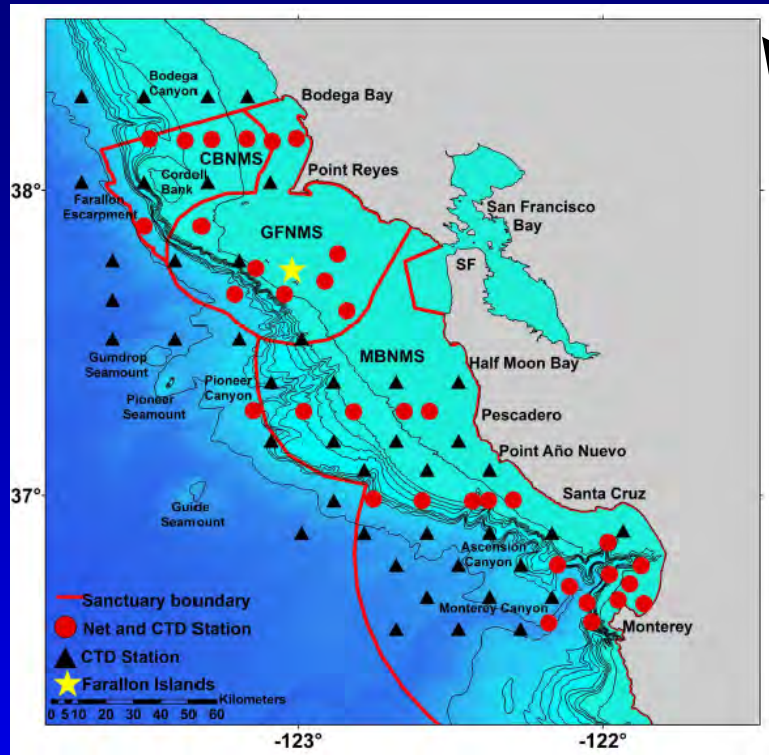 Bodega
Canyon
Bodega Bay
CBNMS
Point Reyes
38°
Cordell
Bank
Farallon
Escarpment
San Francisco
Bay
GFNMS
SF
MBNMS
Half Moon Bay
Gumdrop
Seamount
Pioneer
Canyon
Pioneer
Seamount
Pescadero
Point Año Nuevo
37°
Santa Cruz
Guide
Seamount
Ascension
Canyon
Monterey Canyon
Monterey
Sanctuary boundary
Net and CTD Station
CTD Station
Farallon Islands
Kilometers
0 5 10 20 30 40 50 60
-123°
-122°